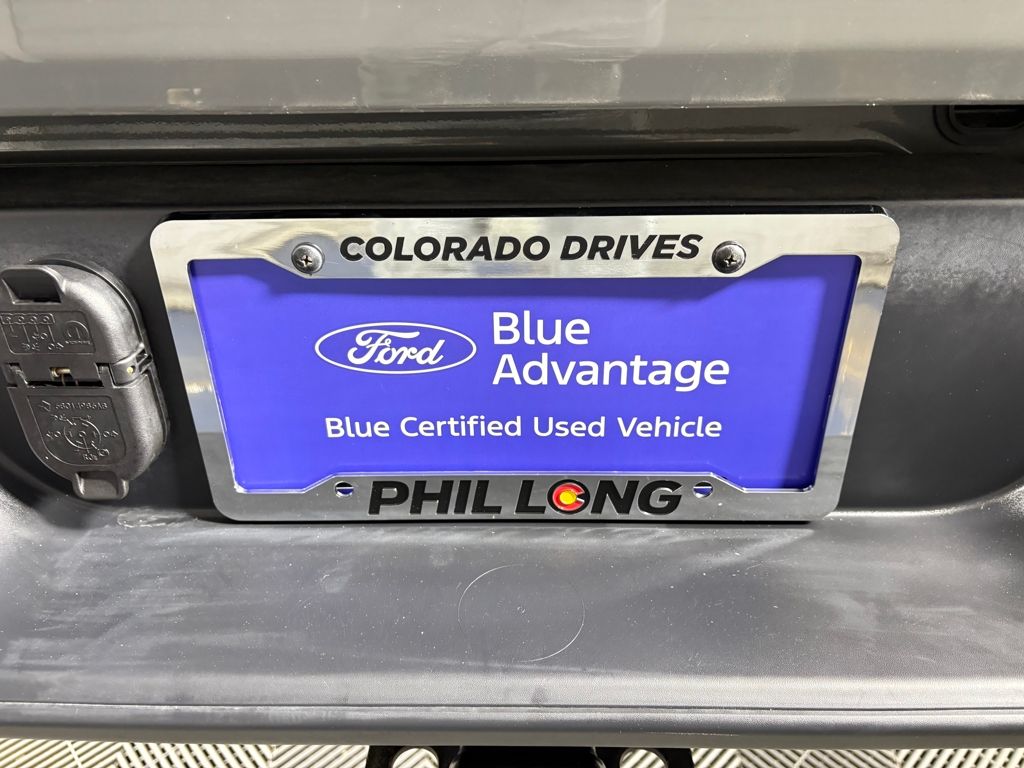 COLORADO DRIVES
Ford
Blue
Advantage
Blue Certified Used Vehicle
PHIL LONG